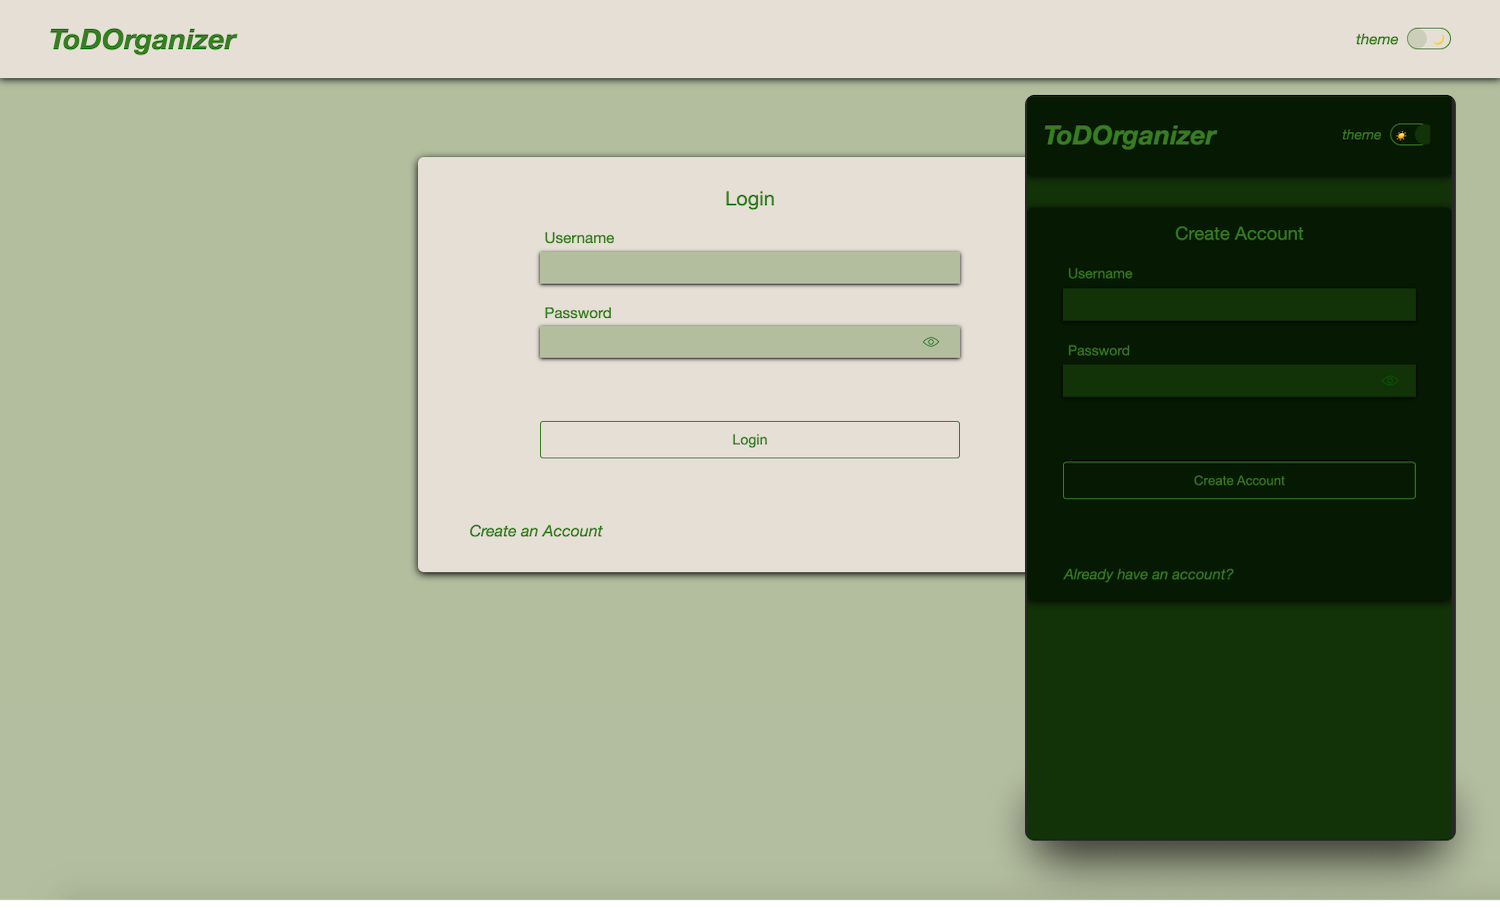 ToDOrganizer
theme
Login
Username
Password
Login
Create an Account
ToDOrganizer
theme
Create Account
Username
Password
Create Account
Already have an account?